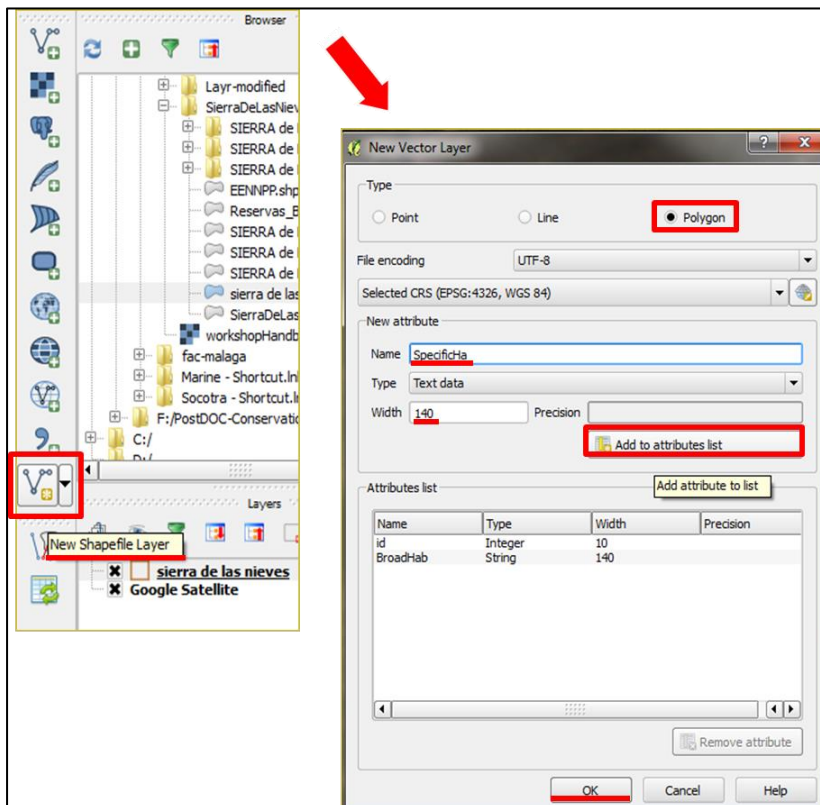 Browser
Layr-modified
SierraDeLasNiev
SIERRA de
SIERRA de
SIERRA de
EENNPP.shp
Reservas_B
SIERRA de
SIERRA de
SIERRA de
sierra de las
SierraDeLas
workshopHandb
fac-malaga
Marine - Shortcut.ln
Socotra - Shortcut.l
F:/PostDOC-Conservatio
C:/
D:/
Layers
New Shapefile Layer
sierra de las nieves
Google Satellite
New Vector Layer
Type
Point
Line
Polygon
File encoding
UTF-8
Selected CRS (EPSG:4326, WGS 84)
New attribute
Name
SpecificHa
Type
Text data
Width
140
Precision
Add to attributes list
Add attribute to list
Attributes list
Name Type Width Precision
id Integer 10
BroadHab String 140
Remove attribute
OK
Cancel
Help